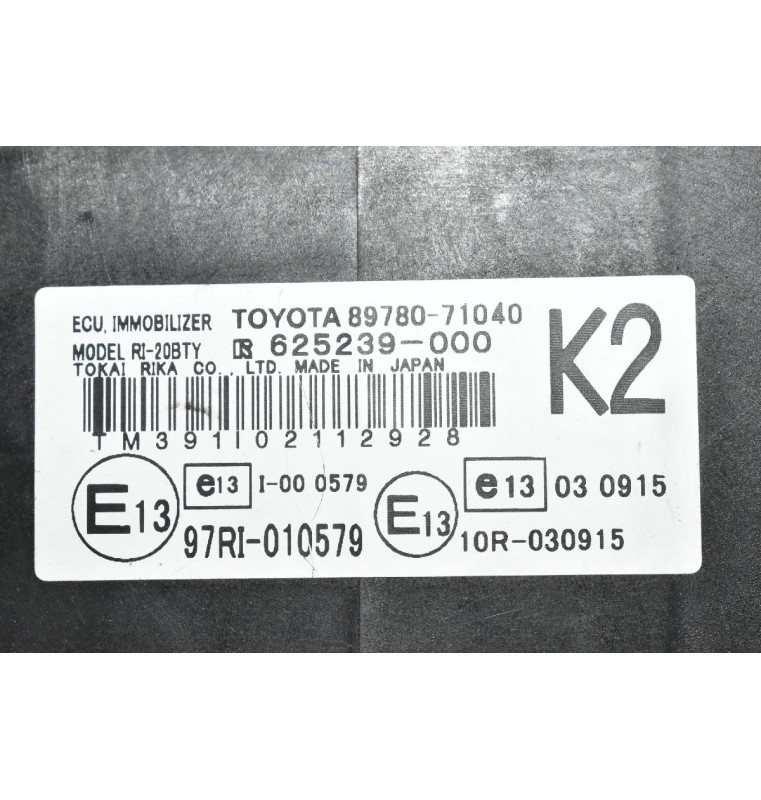 ECU, IMMOBILIZER TOYOTA 89780-71040
MODEL RI-20BTY R 625239-000
TOKAI RIKA CO., LTD. MADE IN JAPAN
K2
TM391I02112928
E13 e13 I-00 0579
97RI-010579
E13 e13 03 0915
10R-030915